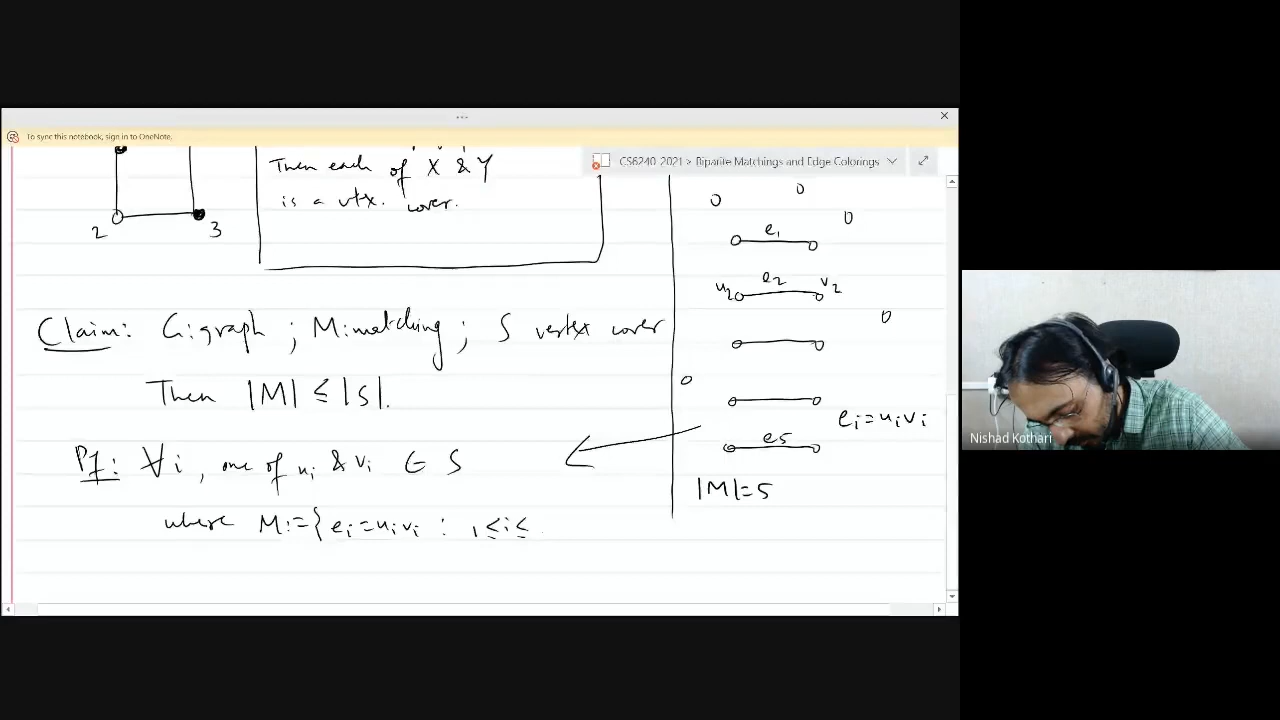 To sync this notebook, sign in to OneNote.
CS6240-2021 > Biparite Matchings and Edge Colorings
Then each of X & Y
is a vtx. cover.
2
3
e1
u2 e2 v2
Claim: G:graph ; M:matching ; S vertex cover
Then |M| ≤ |S|.
ei=uivi
Pf: ∀i, one of ui & vi ∈ S
e5
|M|=5
where M:={ei=uivi : 1≤i≤
Nishad Kothari